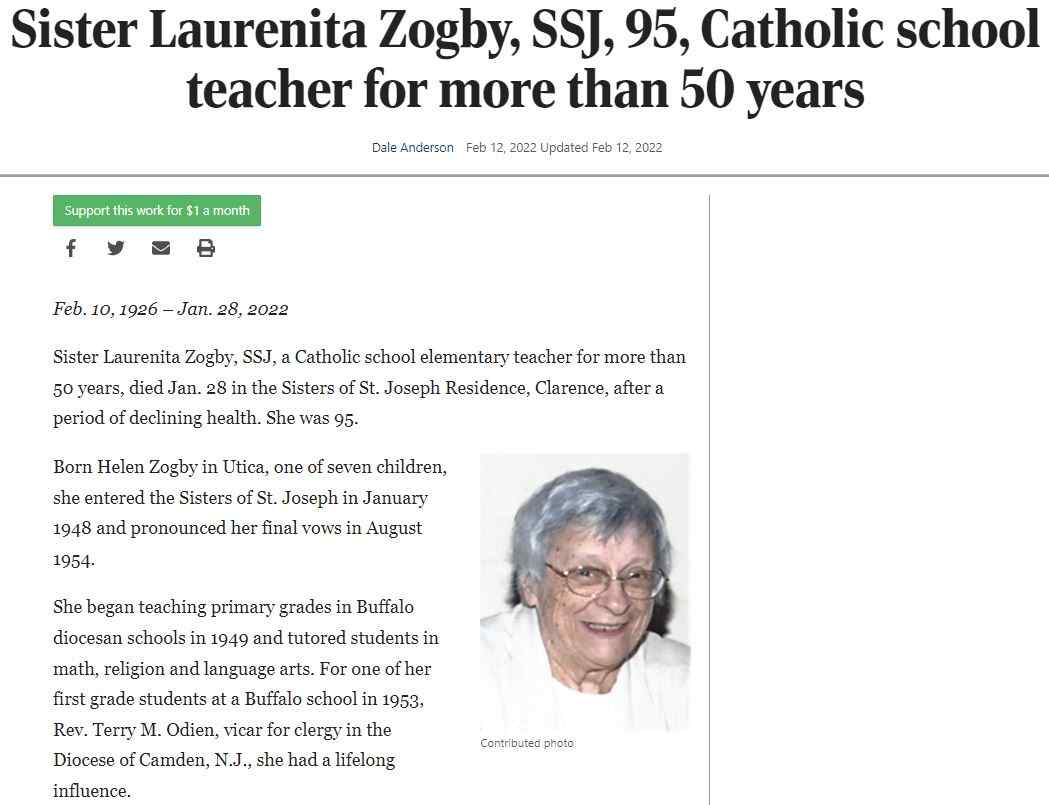 Sister Laurenita Zogby, SSJ, 95, Catholic school
teacher for more than 50 years
Dale Anderson Feb 12, 2022 Updated Feb 12, 2022
Support this work for $1 a month
Feb. 10, 1926 – Jan. 28, 2022
Sister Laurenita Zogby, SSJ, a Catholic school elementary teacher for more than
50 years, died Jan. 28 in the Sisters of St. Joseph Residence, Clarence, after a
period of declining health. She was 95.
Born Helen Zogby in Utica, one of seven children,
she entered the Sisters of St. Joseph in January
1948 and pronounced her final vows in August
1954.
She began teaching primary grades in Buffalo
diocesan schools in 1949 and tutored students in
math, religion and language arts. For one of her
first grade students at a Buffalo school in 1953,
Rev. Terry M. Odien, vicar for clergy in the
Diocese of Camden, N.J., she had a lifelong
influence.
Contributed photo